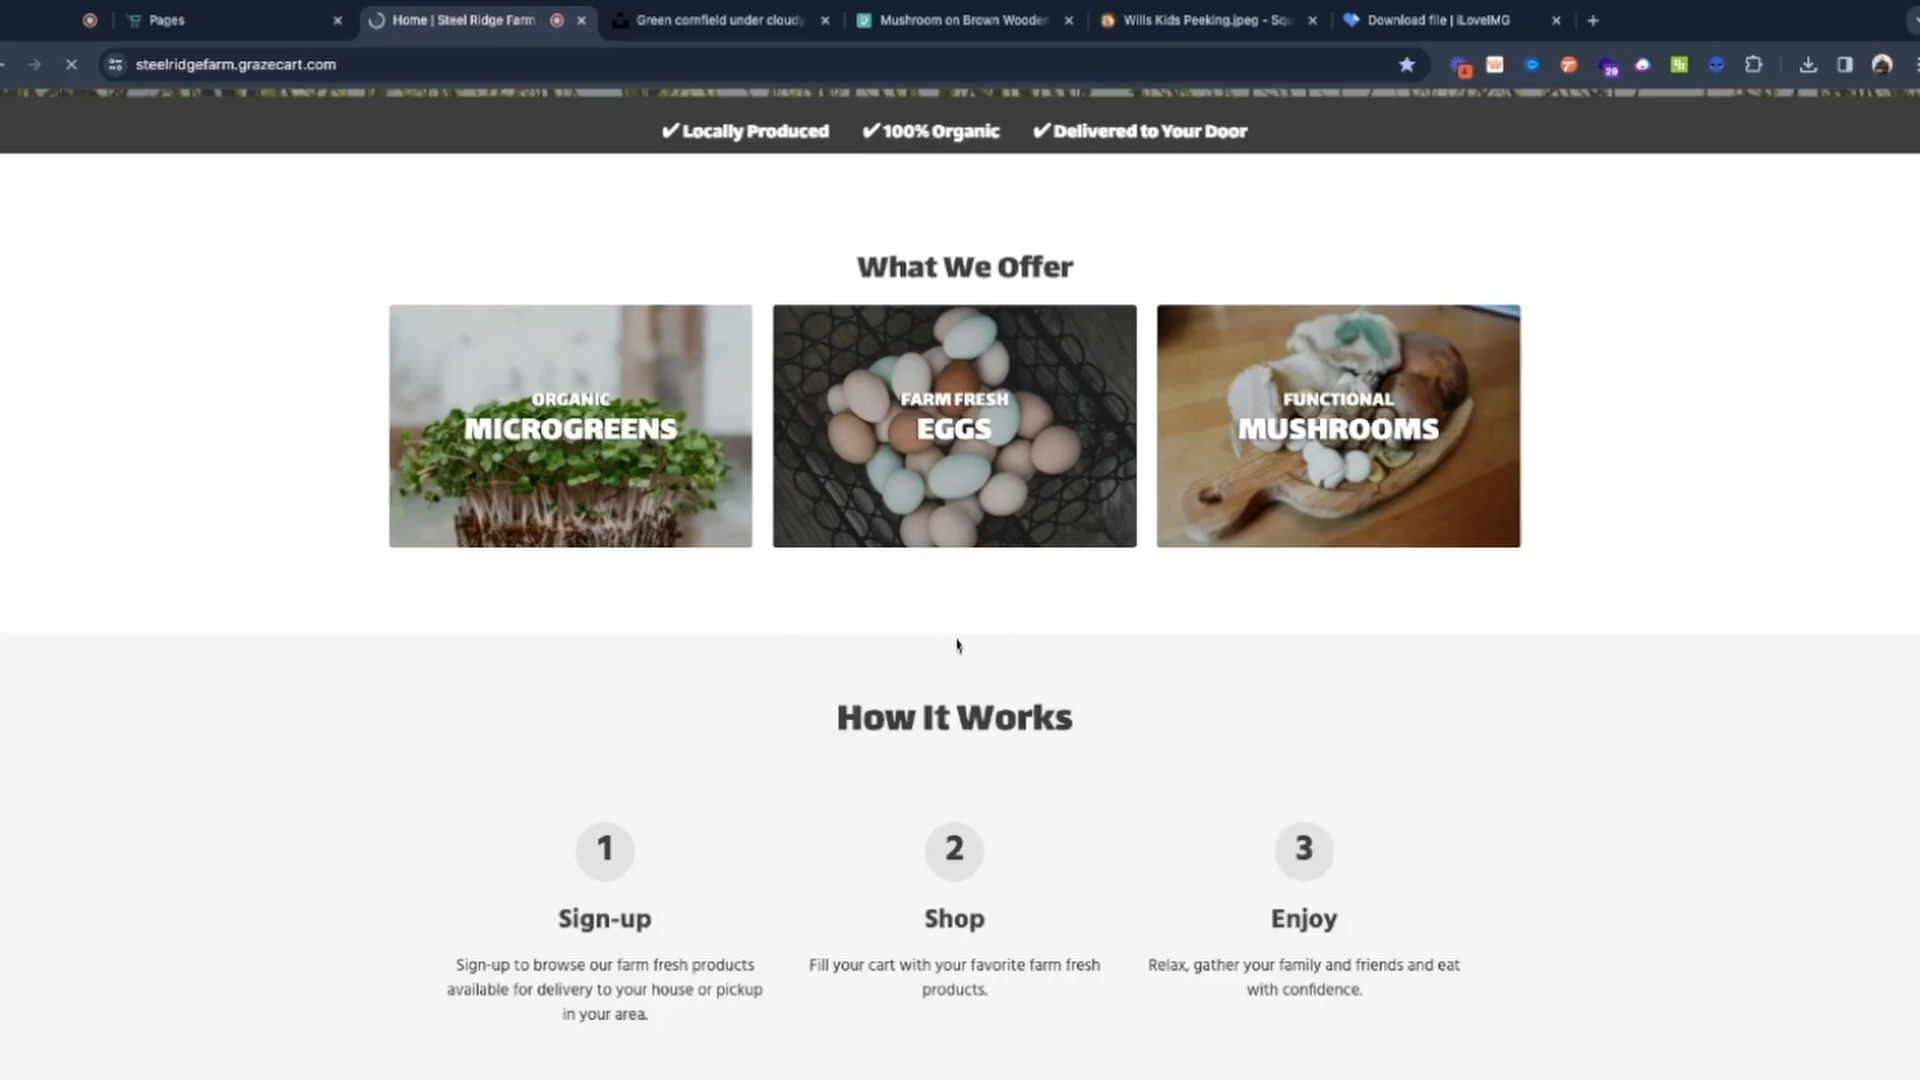 Pages
Home | Steel Ridge Farm
Green cornfield under cloudy
Mushroom on Brown Wooden
Wills Kids Peeking.jpeg - Squ
Download file | iLoveIMG
steelridgefarm.grazecart.com
4
29
✔ Locally Produced ✔ 100% Organic ✔ Delivered to Your Door
What We Offer
ORGANIC
MICROGREENS
FARM FRESH
EGGS
FUNCTIONAL
MUSHROOMS
How It Works
1
Sign-up
Sign-up to browse our farm fresh products
available for delivery to your house or pickup
in your area.
2
Shop
Fill your cart with your favorite farm fresh
products.
3
Enjoy
Relax, gather your family and friends and eat
with confidence.